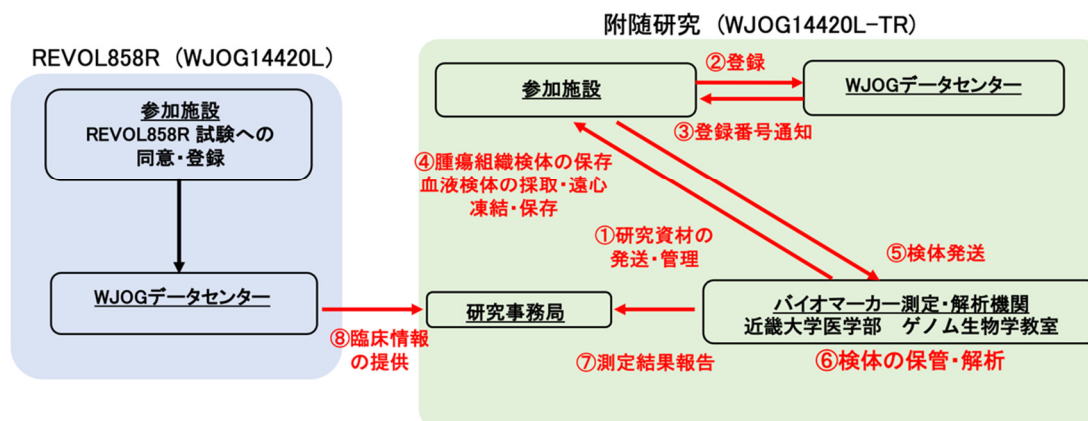 REVOL858R（WJOG14420L）
参加施設
REVOL858R 試験への
同意・登録
WJOGデータセンター
附随研究（WJOG14420L-TR）
参加施設
②登録
③登録番号通知
WJOGデータセンター
④腫瘍組織検体の保存
血液検体の採取・遠心
凍結・保存
①研究資材の
発送・管理
⑤検体発送
研究事務局
バイオマーカー測定・解析機関
近畿大学医学部　ゲノム生物学教室
⑥検体の保管・解析
⑦測定結果報告
⑧臨床情報
の提供